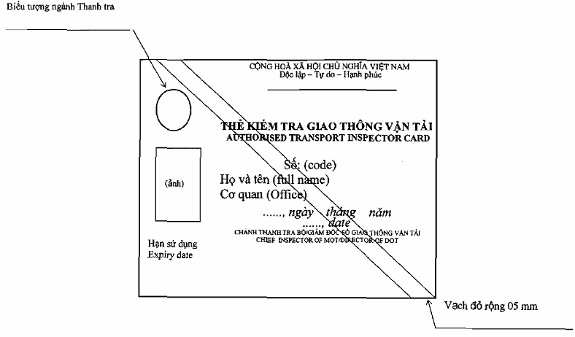 Biểu tượng ngành Thanh tra
CỘNG HOÀ XÃ HỘI CHỦ NGHĨA VIỆT NAM
Độc lập – Tự do – Hạnh phúc
THẺ KIỂM TRA GIAO THÔNG VẬN TẢI
AUTHORISED TRANSPORT INSPECTOR CARD
Số: (code)
(ảnh)
Họ và tên (full name)
Cơ quan (Office)
......, ngày tháng năm
......, date
CHÁNH THANH TRA BỘ/GIÁM ĐỐC SỞ GIAO THÔNG VẬN TẢI
CHIEF INSPECTOR OF MOT/DIRECTOR OF DOT
Hạn sử dụng
Expiry date
Vạch đỏ rộng 05 mm